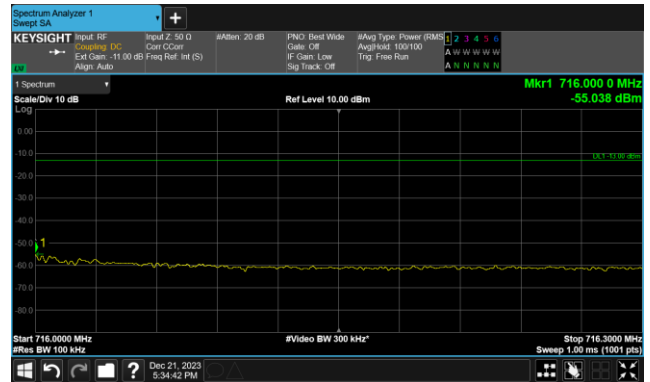 Spectrum Analyzer 1
Swept SA
+
KEYSIGHT Input: RF Input Z: 50 Ω #Atten: 20 dB PNO: Best Wide #Avg Type: Power (RMS 1 2 3 4 5 6
Coupling: DC Corr CCorr Gate: Off Avg|Hold: 100/100 A W W W W W
Ext Gain: -11.00 dB Freq Ref: Int (S) IF Gain: Low Trig: Free Run
Align: Auto Sig Track: Off A N N N N N
1 Spectrum Mkr1 716.000 0 MHz
Scale/Div 10 dB Ref Level 10.00 dBm -55.038 dBm
Log
0.00
-10.0
DL1 -13.00 dBm
-20.0
-30.0
-40.0
-50.0
1
-60.0
-70.0
-80.0
Start 716.0000 MHz #Video BW 300 kHz* Stop 716.3000 MHz
#Res BW 100 kHz Sweep 1.00 ms (1001 pts)
? Dec 21, 2023
5:34:42 PM